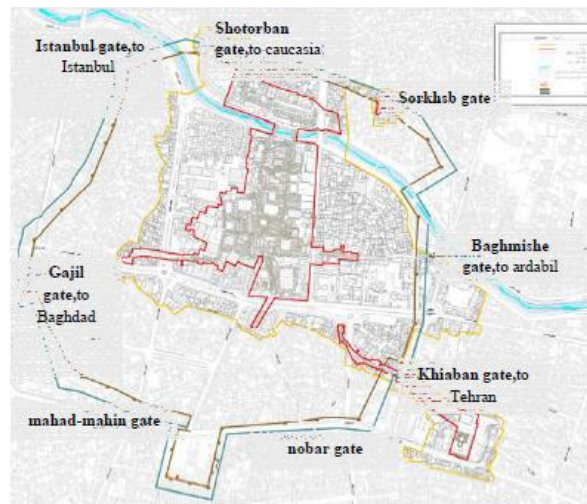 Istanbul gate,to
Istanbul
Shotorban
gate,to caucasia
Sorkhsb gate
Baghmishe
gate,to ardabil
Gajil
gate,to
Baghdad
Khiaban gate,to
Tehran
mahad-mahin gate
nobar gate